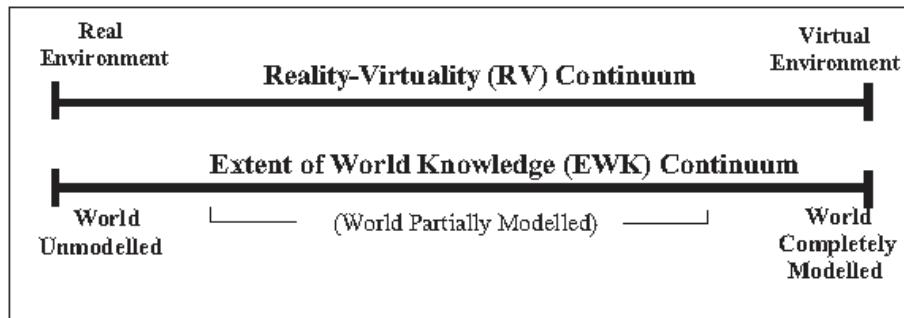 Real
Environment
Virtual
Environment
Reality-Virtuality (RV) Continuum
Extent of World Knowledge (EWK) Continuum
World
Unmodelled
(World Partially Modelled)
World
Completely
Modelled